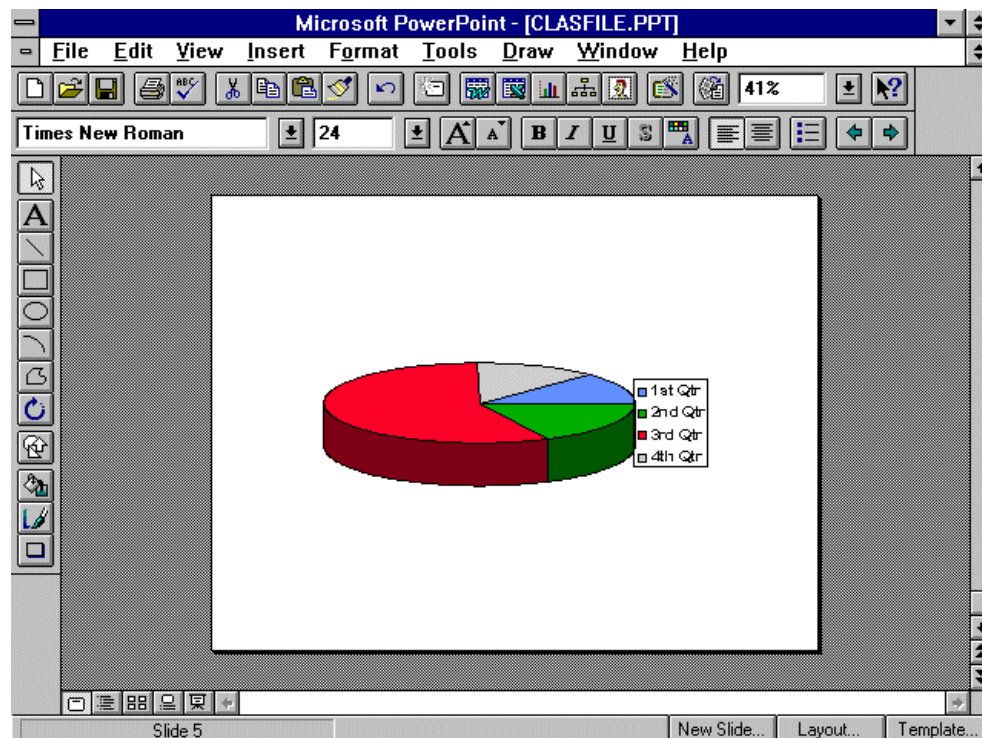 Microsoft PowerPoint - [CLASFILE.PPT]
File Edit View Insert Format Tools Draw Window Help
ABC 41% ?
Times New Roman 24 A A B I U S A
A
1st Qtr
2nd Qtr
3rd Qtr
4th Qtr
Slide 5 New Slide... Layout... Template...